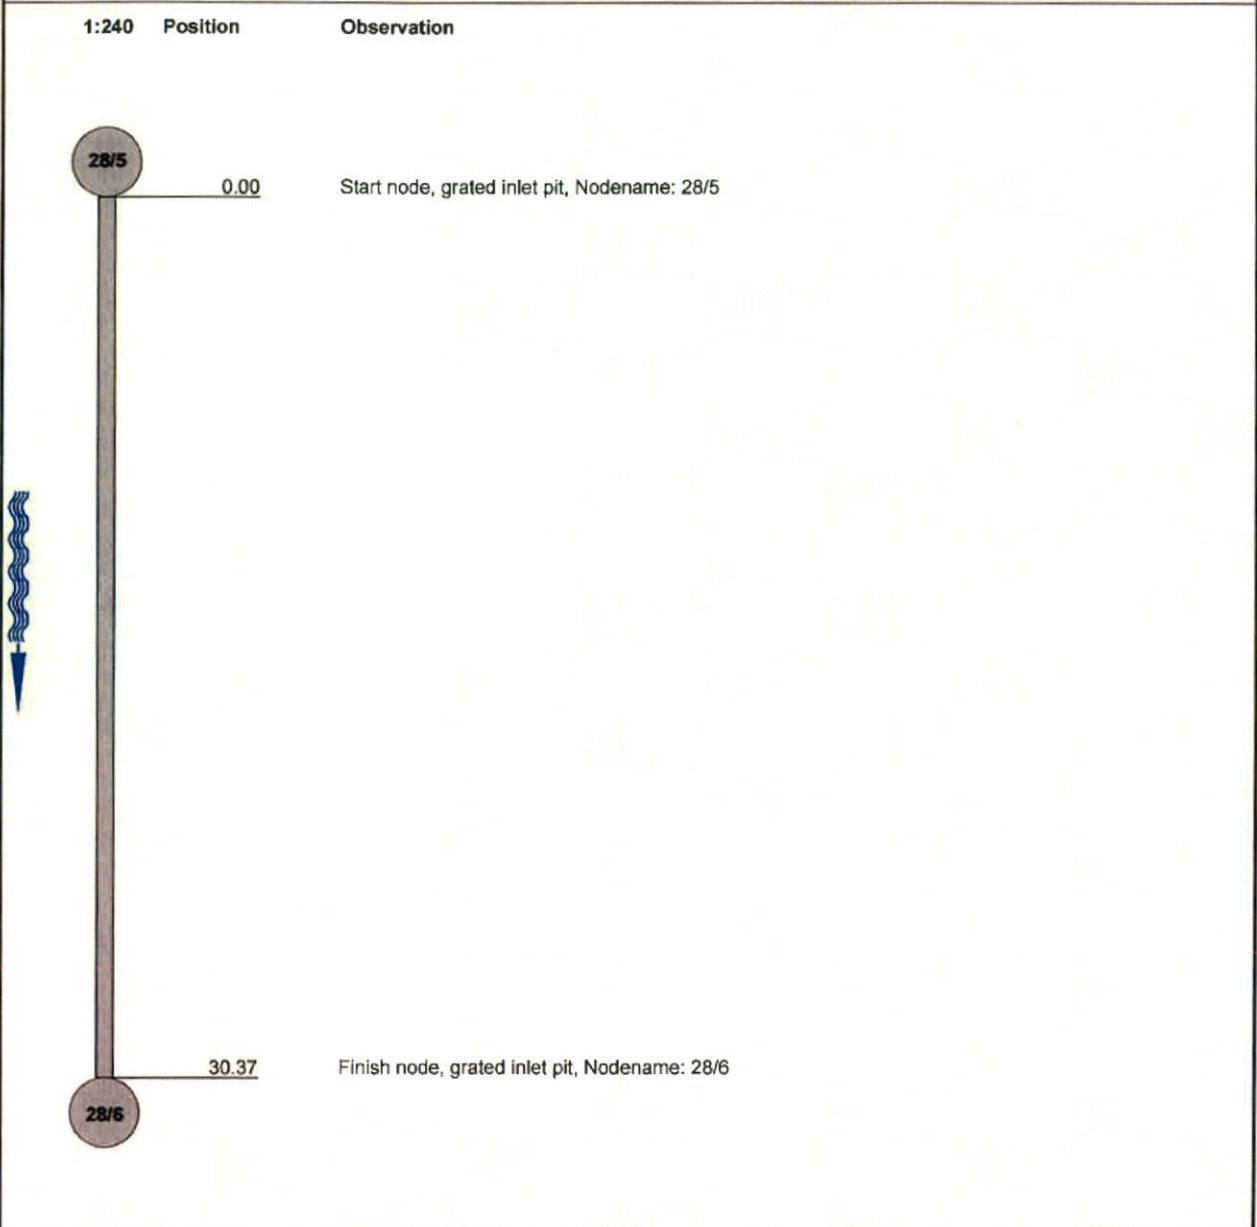 1:240 Position Observation
28/5
0.00 Start node, grated inlet pit, Nodename: 28/5
30.37 Finish node, grated inlet pit, Nodename: 28/6
28/6